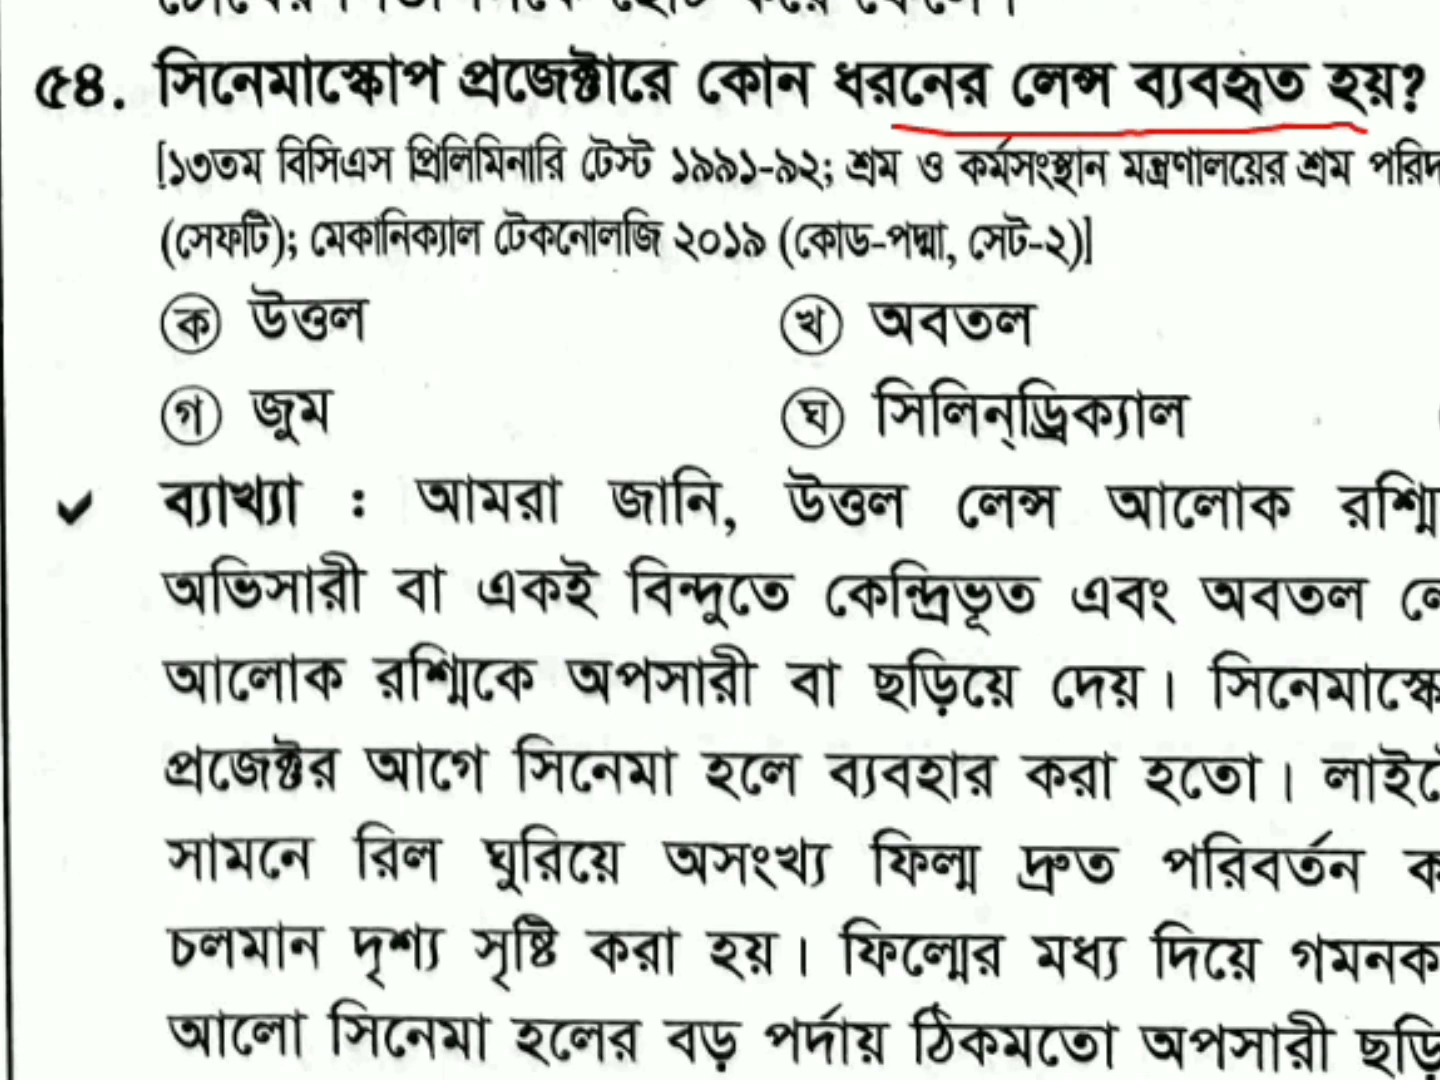 ৫৪. সিনেমাস্কোপ প্রজেক্টারে কোন ধরনের লেন্স ব্যবহৃত হয়?
[১৩তম বিসিএস প্রিলিমিনারি টেস্ট ১৯৯১-৯২; শ্রম ও কর্মসংস্থান মন্ত্রণালয়ের শ্রম
(সেফটি); মেকানিক্যাল টেকনোলজি ২০১৯ (কোড-পদ্মা, সেট-২)]
ক উত্তল খ অবতল
গ জুম ঘ সিলিন্ড্রিক্যাল
ব্যাখ্যা : আমরা জানি, উত্তল লেন্স আলোক
অভিসারী বা একই বিন্দুতে কেন্দ্রিভূত এবং অবতল
আলোক রশ্মিকে অপসারী বা ছড়িয়ে দেয়।
প্রজেক্টর আগে সিনেমা হলে ব্যবহার করা হতো।
সামনে রিল ঘুরিয়ে অসংখ্য ফিল্ম দ্রুত পরিবর্তন
চলমান দৃশ্য সৃষ্টি করা হয়। ফিল্মের মধ্য দিয়ে
আলো সিনেমা হলের বড় পর্দায় ঠিকমতো অপসারী